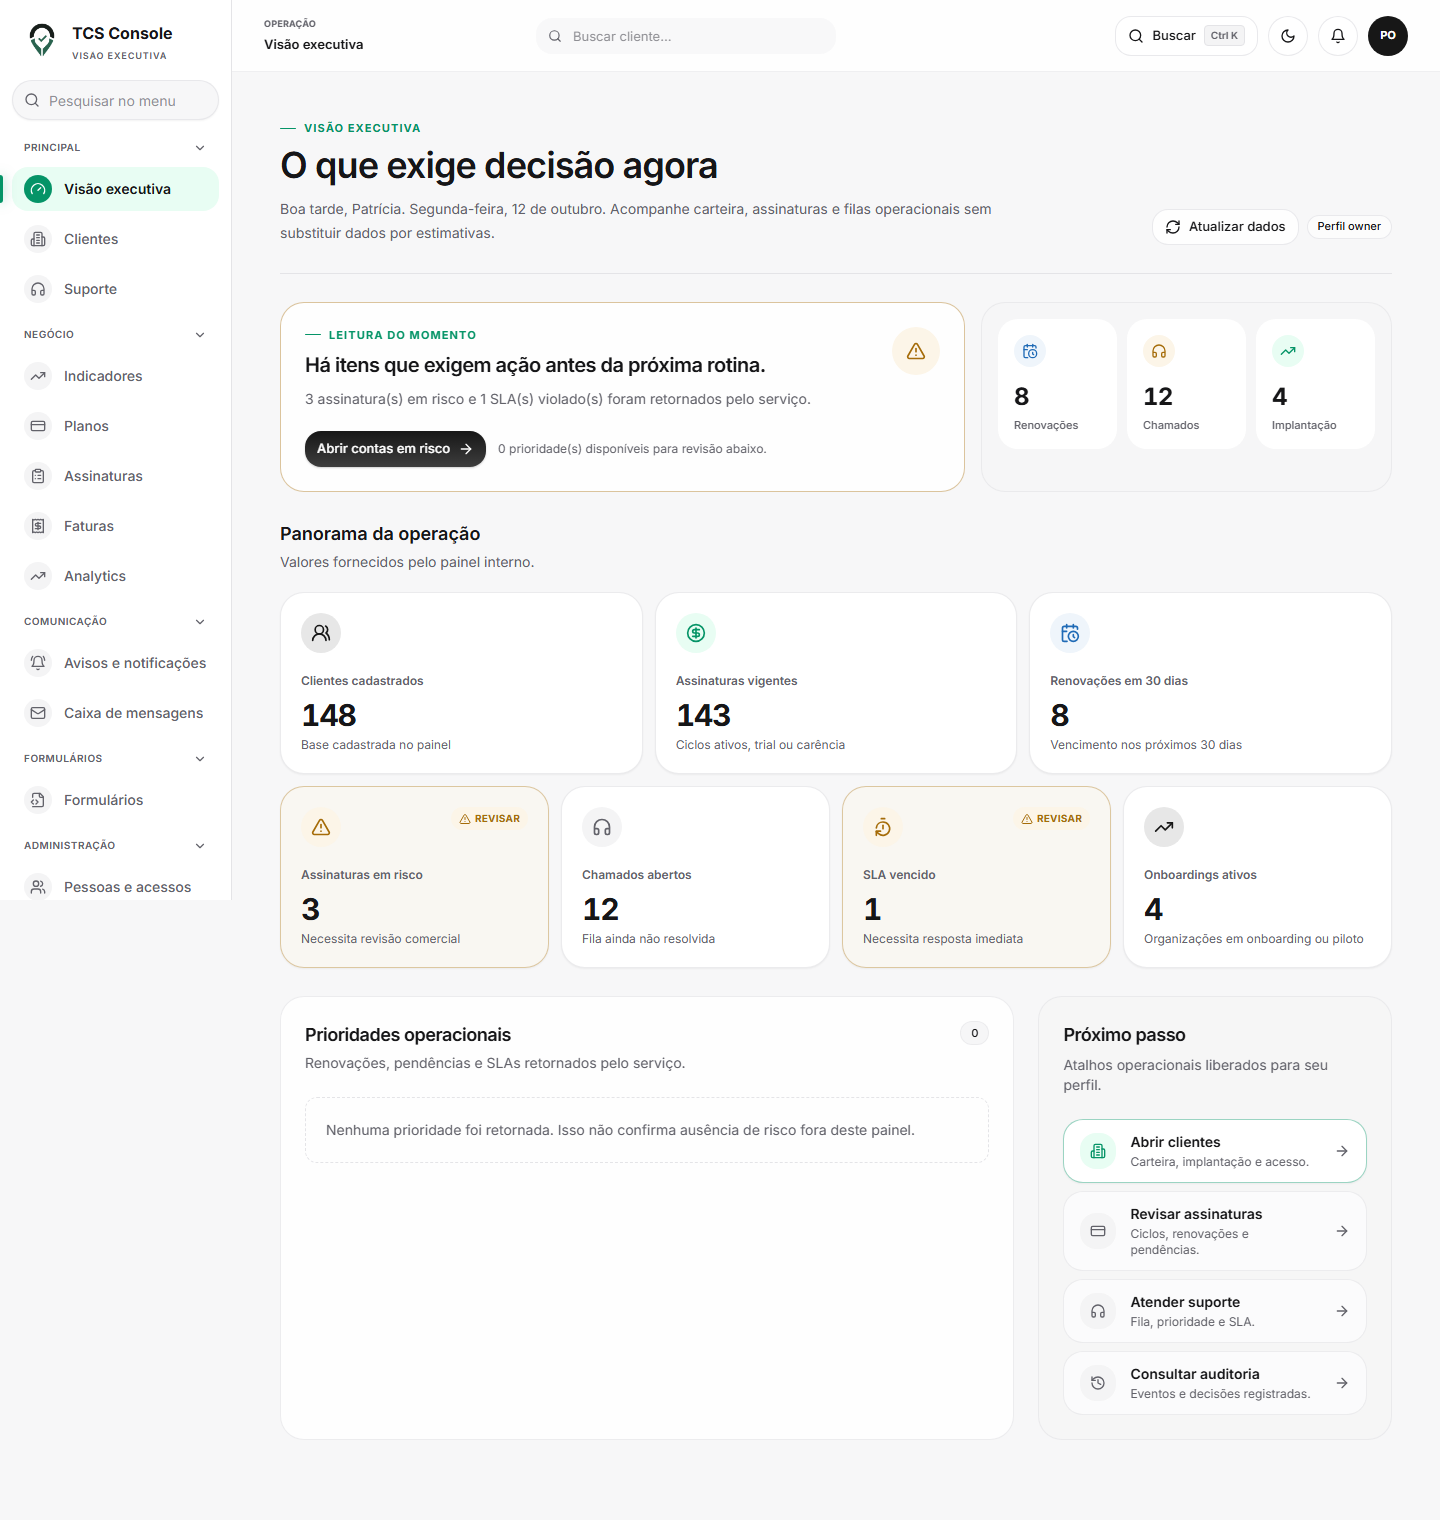 TCS Console
VISÃO EXECUTIVA
Pesquisar no menu
PRINCIPAL
Visão executiva
Clientes
Suporte
NEGÓCIO
Indicadores
Planos
Assinaturas
Faturas
Analytics
COMUNICAÇÃO
Avisos e notificações
Caixa de mensagens
FORMULÁRIOS
Formulários
ADMINISTRAÇÃO
Pessoas e acessos
OPERAÇÃO
Visão executiva
Buscar cliente...
Buscar Ctrl K
PO
VISÃO EXECUTIVA
O que exige decisão agora
Boa tarde, Patrícia. Segunda-feira, 12 de outubro. Acompanhe carteira, assinaturas e filas operacionais sem
substituir dados por estimativas.
Atualizar dados
Perfil owner
LEITURA DO MOMENTO
Há itens que exigem ação antes da próxima rotina.
3 assinatura(s) em risco e 1 SLA(s) violado(s) foram retornados pelo serviço.
Abrir contas em risco
0 prioridade(s) disponíveis para revisão abaixo.
8
Renovações
12
Chamados
4
Implantação
Panorama da operação
Valores fornecidos pelo painel interno.
Clientes cadastrados
148
Base cadastrada no painel
Assinaturas vigentes
143
Ciclos ativos, trial ou carência
Renovações em 30 dias
8
Vencimento nos próximos 30 dias
REVISAR
Assinaturas em risco
3
Necessita revisão comercial
Chamados abertos
12
Fila ainda não resolvida
REVISAR
SLA vencido
1
Necessita resposta imediata
Onboardings ativos
4
Organizações em onboarding ou piloto
Prioridades operacionais
0
Renovações, pendências e SLAs retornados pelo serviço.
Nenhuma prioridade foi retornada. Isso não confirma ausência de risco fora deste painel.
Próximo passo
Atalhos operacionais liberados para seu
perfil.
Abrir clientes
Carteira, implantação e acesso.
Revisar assinaturas
Ciclos, renovações e
pendências.
Atender suporte
Fila, prioridade e SLA.
Consultar auditoria
Eventos e decisões registradas.